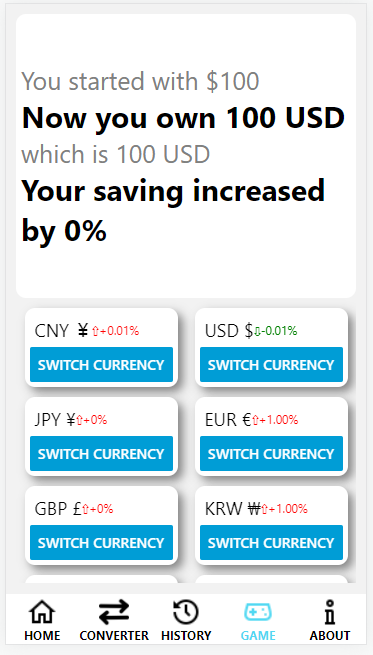 You started with $100
Now you own 100 USD
which is 100 USD
Your saving increased
by 0%
CNY ¥ ⇧+0.01% USD $⇩-0.01%
SWITCH CURRENCY SWITCH CURRENCY
JPY ¥⇧+0% EUR €⇧+1.00%
SWITCH CURRENCY SWITCH CURRENCY
GBP £⇧+0% KRW ₩⇧+1.00%
SWITCH CURRENCY SWITCH CURRENCY
HOME CONVERTER HISTORY GAME ABOUT